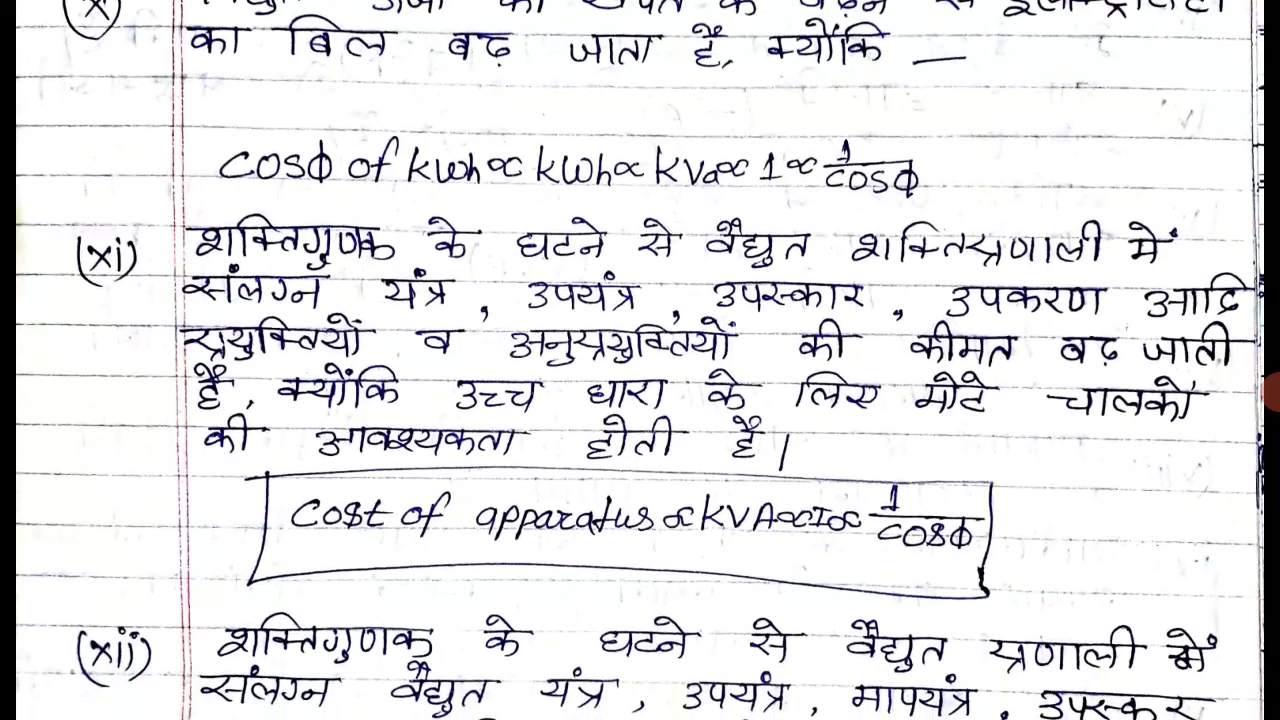 (x)
का बिल बढ़ जाता है, क्योंकि —
COSϕ of kwh∝ kwh∝ kva∝ 1 ∝ 1/COSϕ
(xi) शक्तिगुणक के घटने से वैद्युत शक्तिप्रणाली में
संलग्न यंत्र, उपयंत्र, उपस्कार, उपकरण आदि
प्रयुक्तियों व अनुप्रयुक्तियों की कीमत बढ़ जाती
है, क्योंकि उच्च धारा के लिए मोटे चालकों
की आवश्यकता होती है।
Cost of apparatus ∝ KVA∝I∝ 1/cosϕ
(xii) शक्तिगुणक के घटने से वैद्युत प्रणाली में
संलग्न वैद्युत यंत्र, उपयंत्र, मापयंत्र, उपस्कर